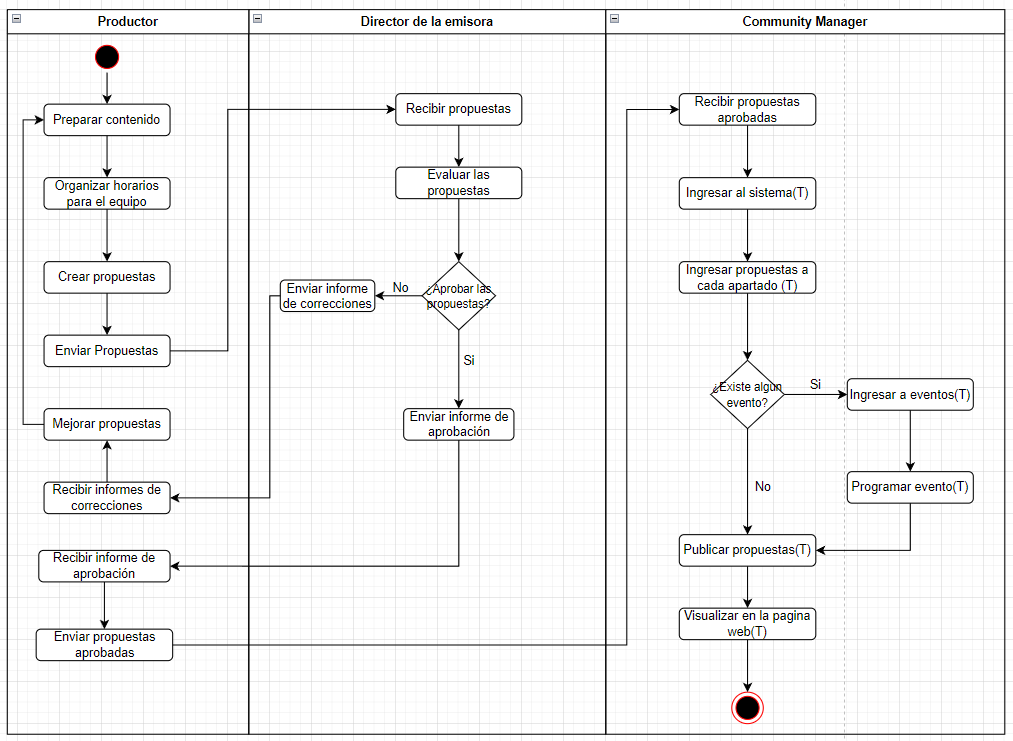 Productor
Director de la emisora
Community Manager
Preparar contenido
Organizar horarios
para el equipo
Crear propuestas
Enviar Propuestas
Mejorar propuestas
Recibir informes de
correcciones
Recibir informe de
aprobación
Enviar propuestas
aprobadas
Recibir propuestas
Evaluar las
propuestas
¿Aprobar las
propuestas?
No
Enviar informe
de correcciones
Si
Enviar informe de
aprobación
Recibir propuestas
aprobadas
Ingresar al sistema(T)
Ingresar propuestas a
cada apartado (T)
¿Existe algún
evento?
Si
Ingresar a eventos(T)
Programar evento(T)
No
Publicar propuestas(T)
Visualizar en la pagina
web(T)